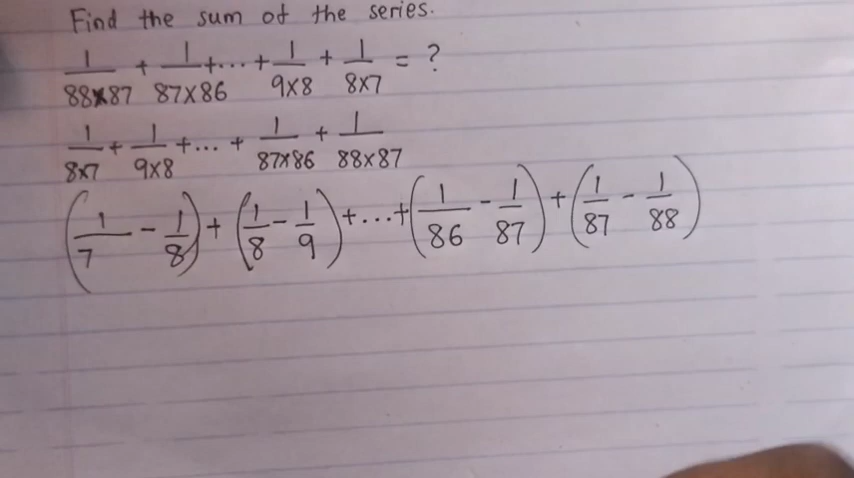 Find the sum of the series.
1/88×87 + 1/87×86 +...+ 1/9×8 + 1/8×7 = ?
1/8×7 + 1/9×8 +...+ 1/87×86 + 1/88×87
(1/7 - 1/8) + (1/8 - 1/9) +...+ (1/86 - 1/87) + (1/87 - 1/88)